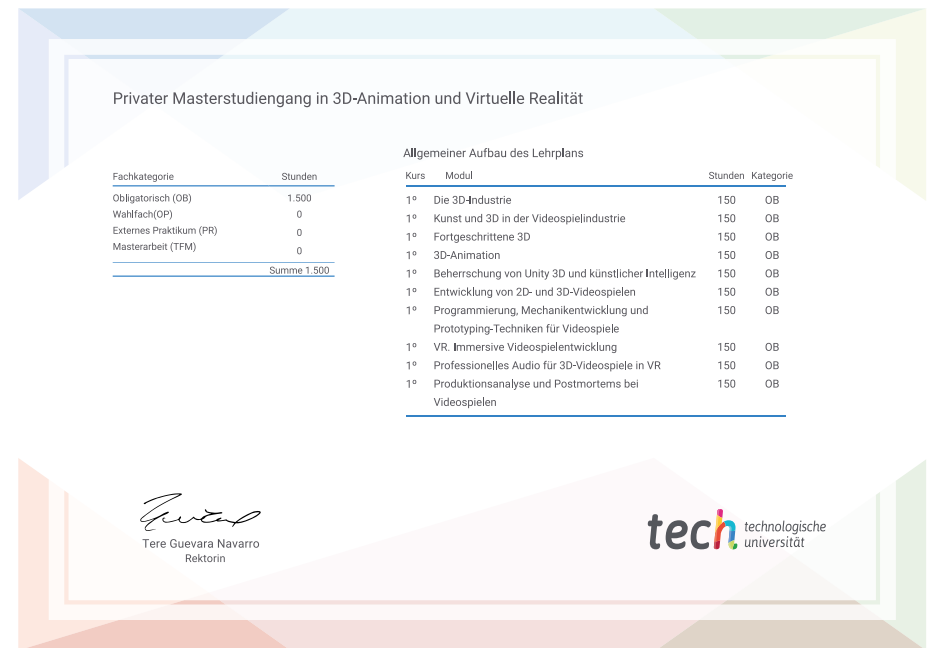 Privater Masterstudiengang in 3D-Animation und Virtuelle Realität
Fachkategorie Stunden
Obligatorisch (OB) 1.500
Wahlfach(OP) 0
Externes Praktikum (PR) 0
Masterarbeit (TFM) 0
Summe 1.500
Allgemeiner Aufbau des Lehrplans
Kurs Modul Stunden Kategorie
1º Die 3D-Industrie 150 OB
1º Kunst und 3D in der Videospielindustrie 150 OB
1º Fortgeschrittene 3D 150 OB
1º 3D-Animation 150 OB
1º Beherrschung von Unity 3D und künstlicher Intelligenz 150 OB
1º Entwicklung von 2D- und 3D-Videospielen 150 OB
1º Programmierung, Mechanikentwicklung und 150 OB
Prototyping-Techniken für Videospiele
1º VR. Immersive Videospielentwicklung 150 OB
1º Professionelles Audio für 3D-Videospiele in VR 150 OB
1º Produktionsanalyse und Postmortems bei 150 OB
Videospielen
Tere Guevara Navarro
Rektorin
tech technologische
universität